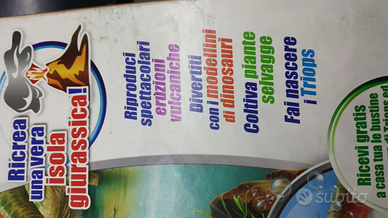 Ricrea
una vera
isola
giurassica!
Riproduci
spettacolari
eruzioni
vulcaniche
Divertiti
con i modellini
di dinosauri
Coltiva piante
selvagge
Fai nascere
i Triops
Ricevi gratis
a casa tua le bustine
subito